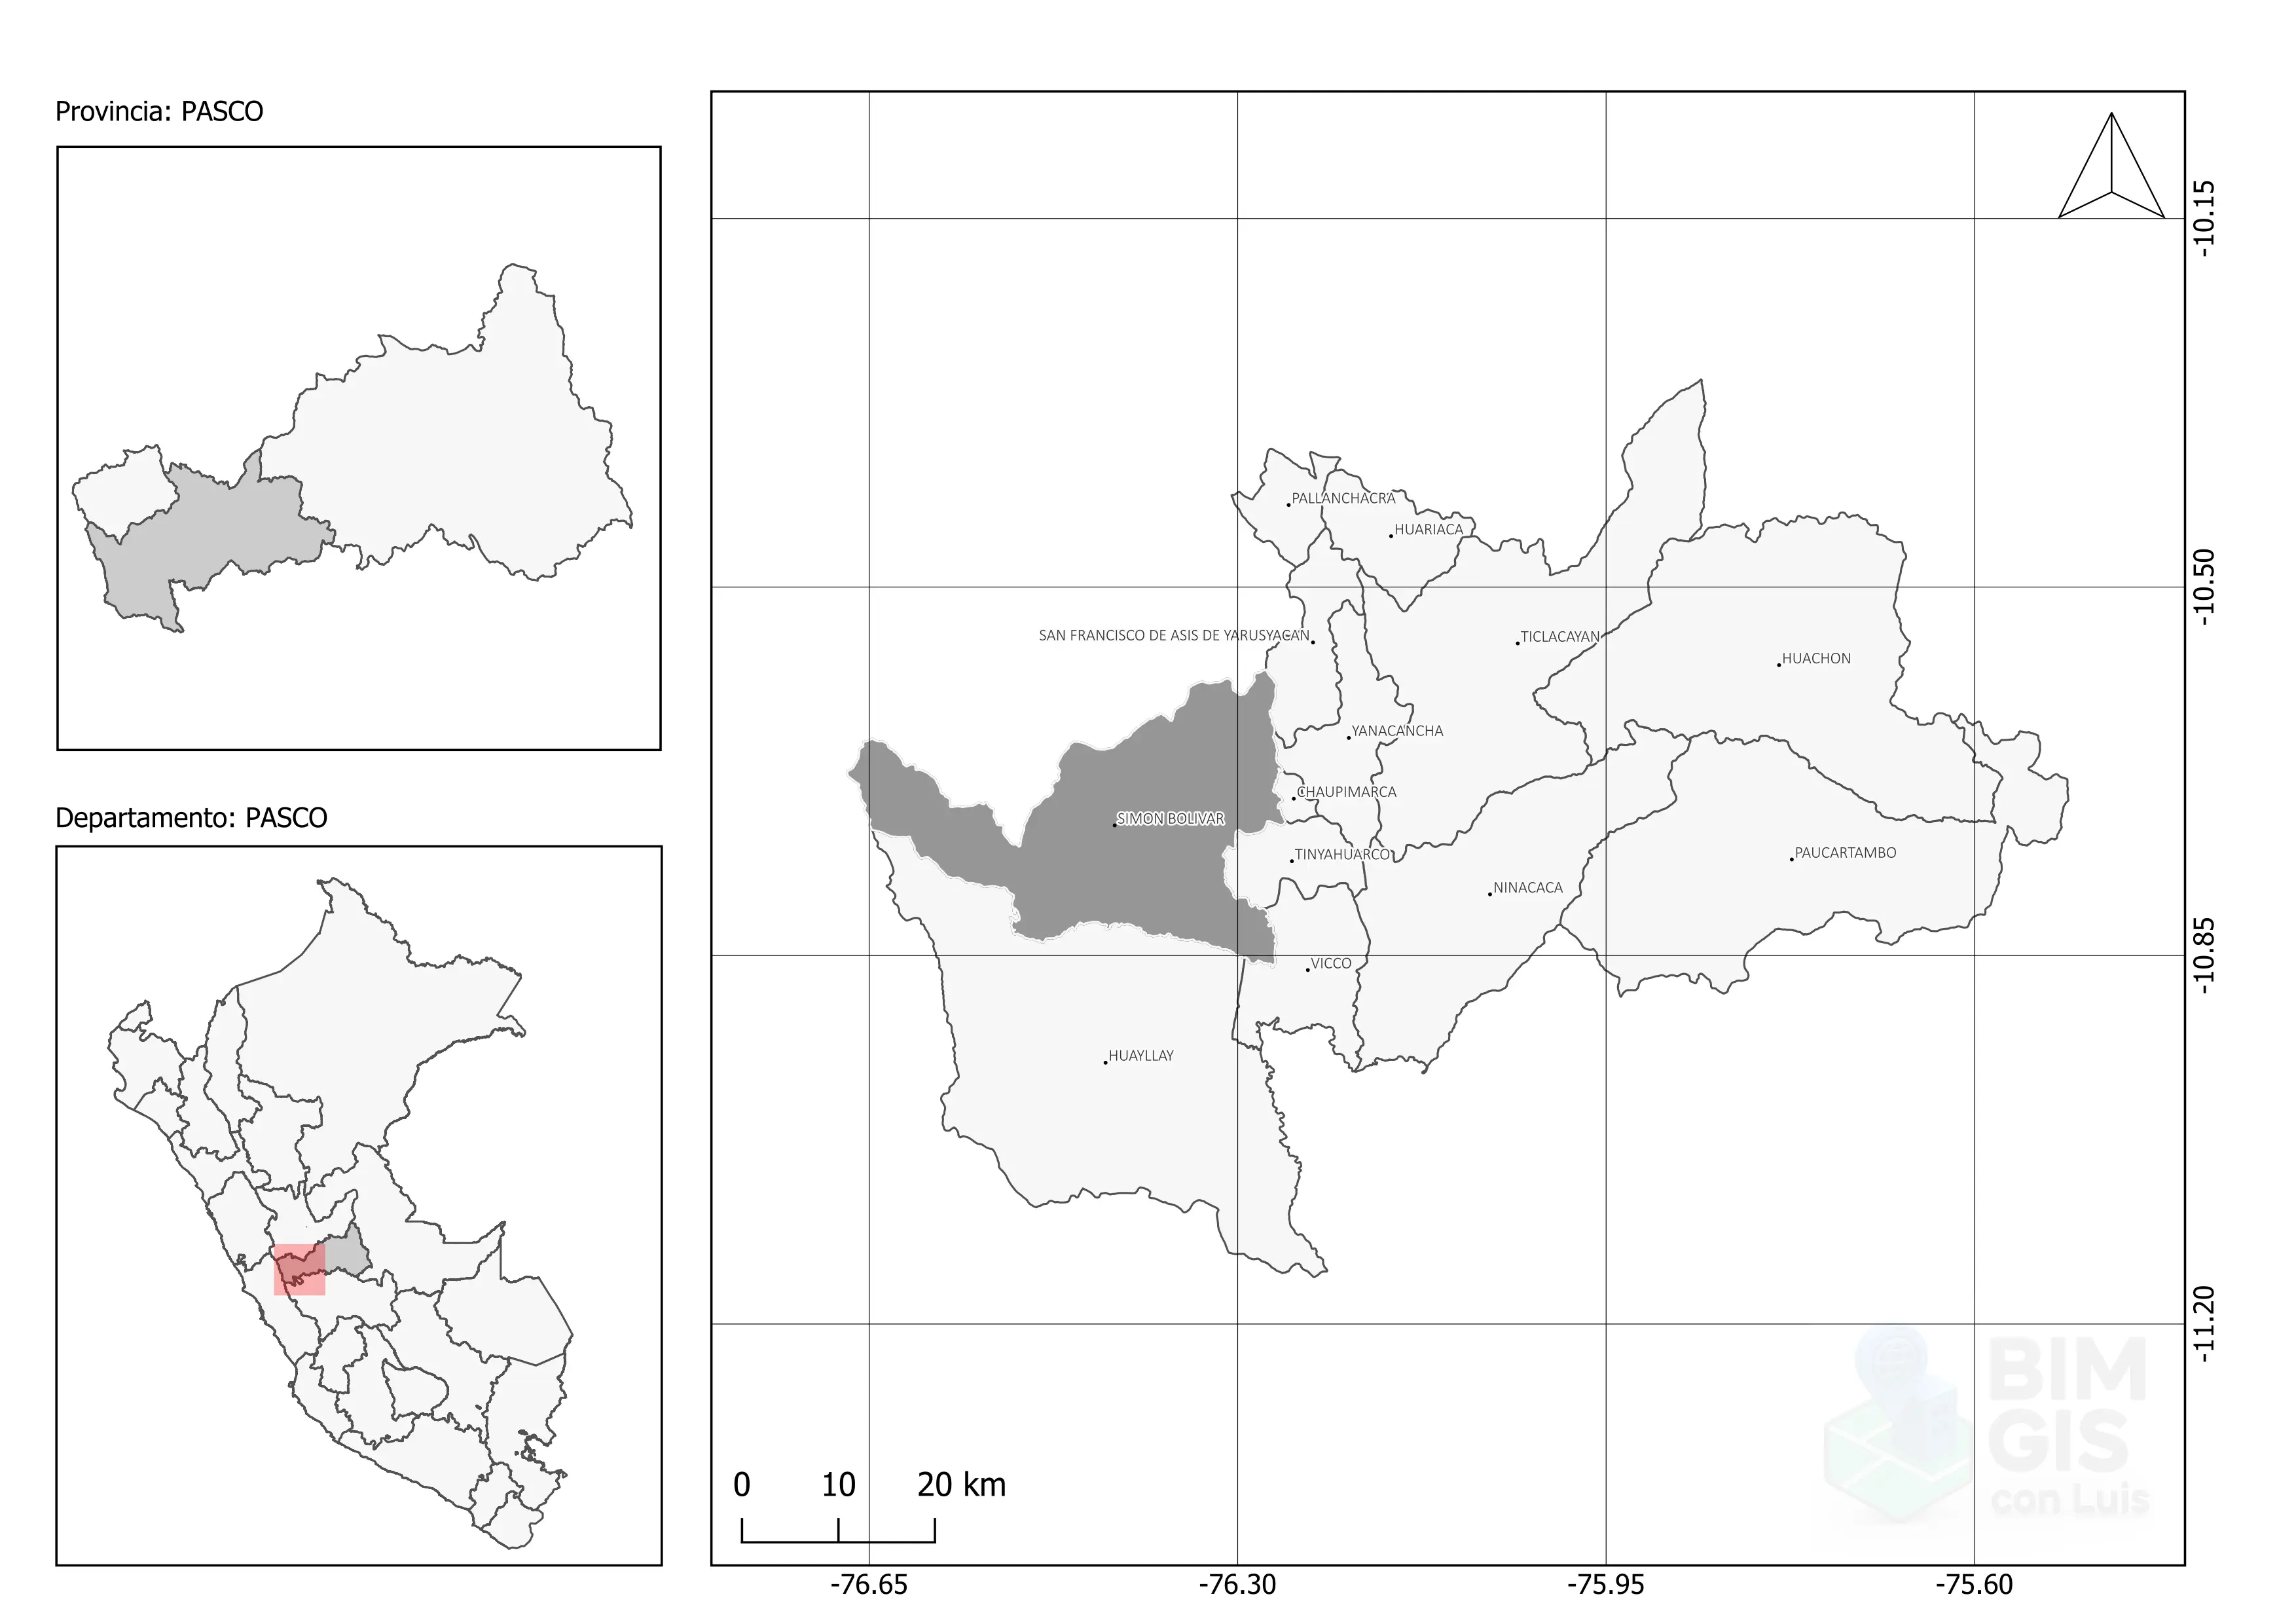 Provincia: PASCO
Departamento: PASCO
PALLANCHACRA
HUARIACA
SAN FRANCISCO DE ASIS DE YARUSYACAN
TICLACAYAN
HUACHON
YANACANCHA
CHAUPIMARCA
SIMON BOLIVAR
TINYAHUARCO
PAUCARTAMBO
NINACACA
VICCO
HUAYLLAY
-10.15
-10.50
-10.85
-11.20
0 10 20 km
-76.65 -76.30 -75.95 -75.60
BIM
GIS
con Luis